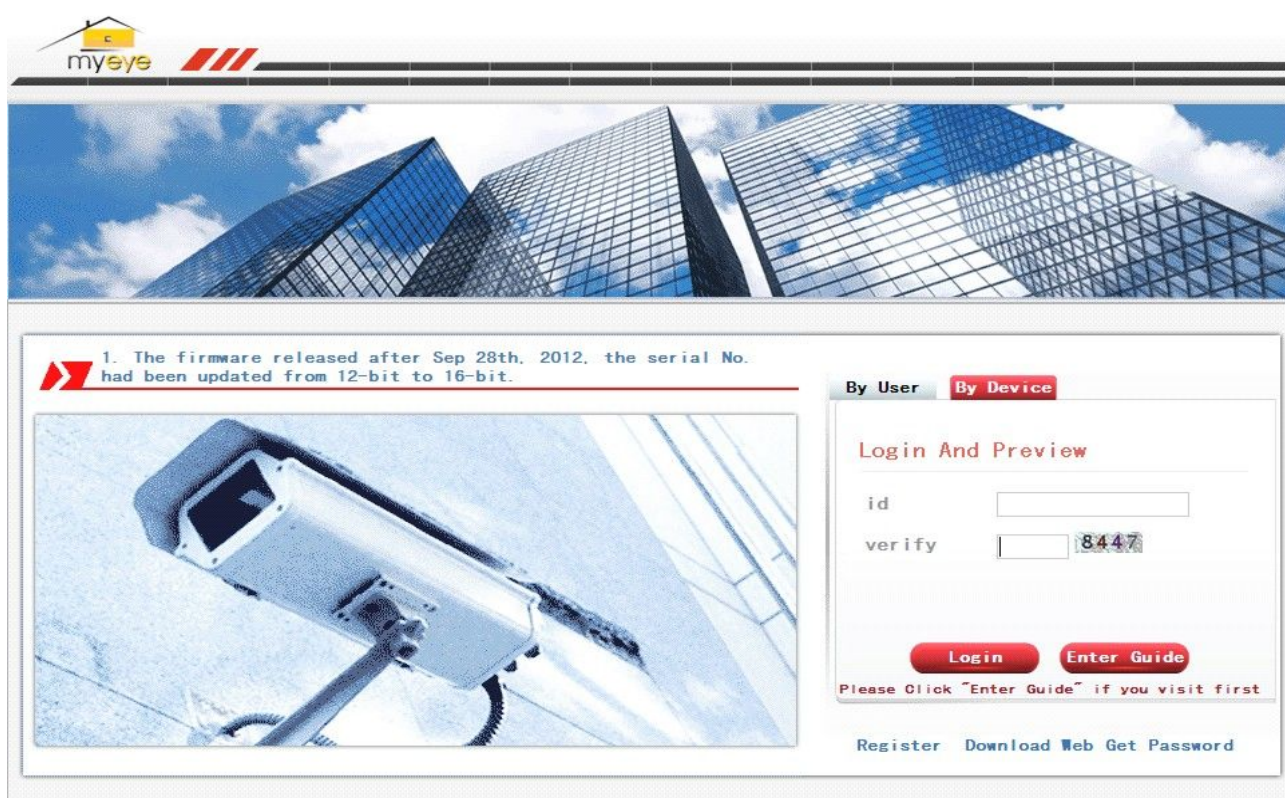 myeye
1. The firmware released after Sep 28th, 2012, the serial No.
had been updated from 12-bit to 16-bit.
By User By Device
Login And Preview
id
verify 8447
Login Enter Guide
Please Click "Enter Guide" if you visit first
Register Download Web Get Password